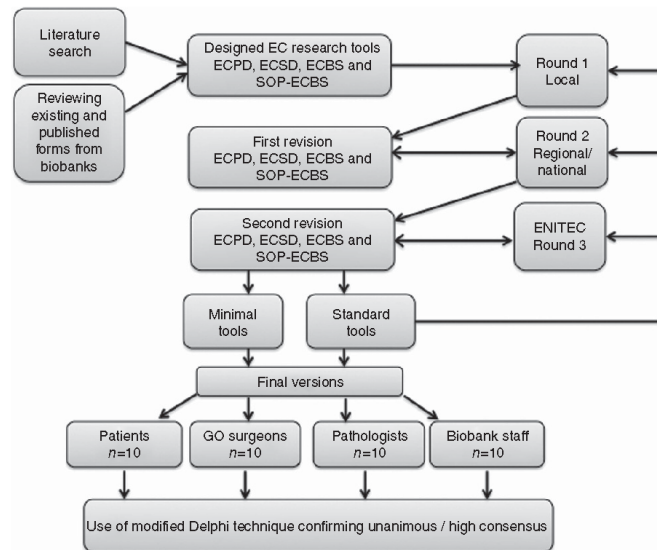 Literature
search
Reviewing
existing and
published
forms from
biobanks
Designed EC research tools
ECPD, ECSD, ECBS and
SOP-ECBS
Round 1
Local
First revision
ECPD, ECSD, ECBS and
SOP-ECBS
Round 2
Regional/
national
Second revision
ECPD, ECSD, ECBS and
SOP-ECBS
ENITEC
Round 3
Minimal
tools
Standard
tools
Final versions
Patients
n=10
GO surgeons
n=10
Pathologists
n=10
Biobank staff
n=10
Use of modified Delphi technique confirming unanimous / high consensus